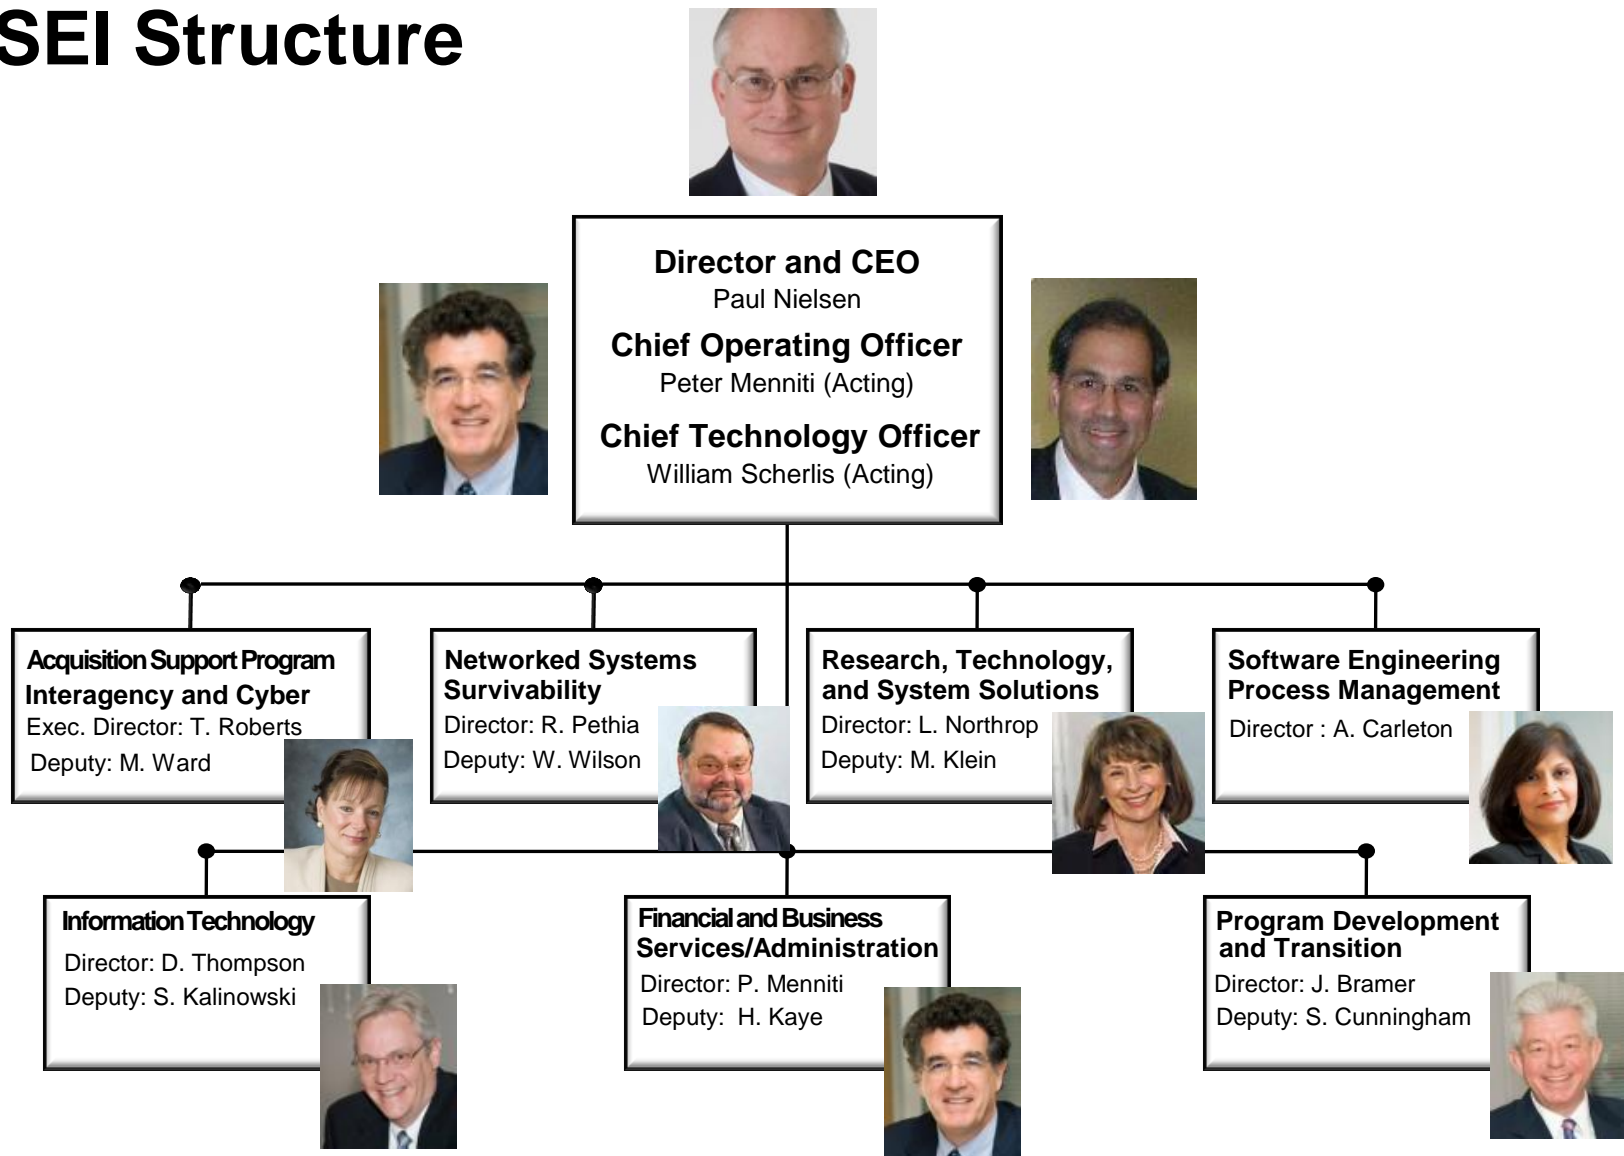 SEI Structure
Director and CEO
Paul Nielsen
Chief Operating Officer
Peter Menniti (Acting)
Chief Technology Officer
William Scherlis (Acting)
Acquisition Support Program
Interagency and Cyber
Exec. Director: T. Roberts
Deputy: M. Ward
Networked Systems
Survivability
Director: R. Pethia
Deputy: W. Wilson
Research, Technology,
and System Solutions
Director: L. Northrop
Deputy: M. Klein
Software Engineering
Process Management
Director : A. Carleton
Information Technology
Director: D. Thompson
Deputy: S. Kalinowski
Financial and Business
Services/Administration
Director: P. Menniti
Deputy: H. Kaye
Program Development
and Transition
Director: J. Bramer
Deputy: S. Cunningham